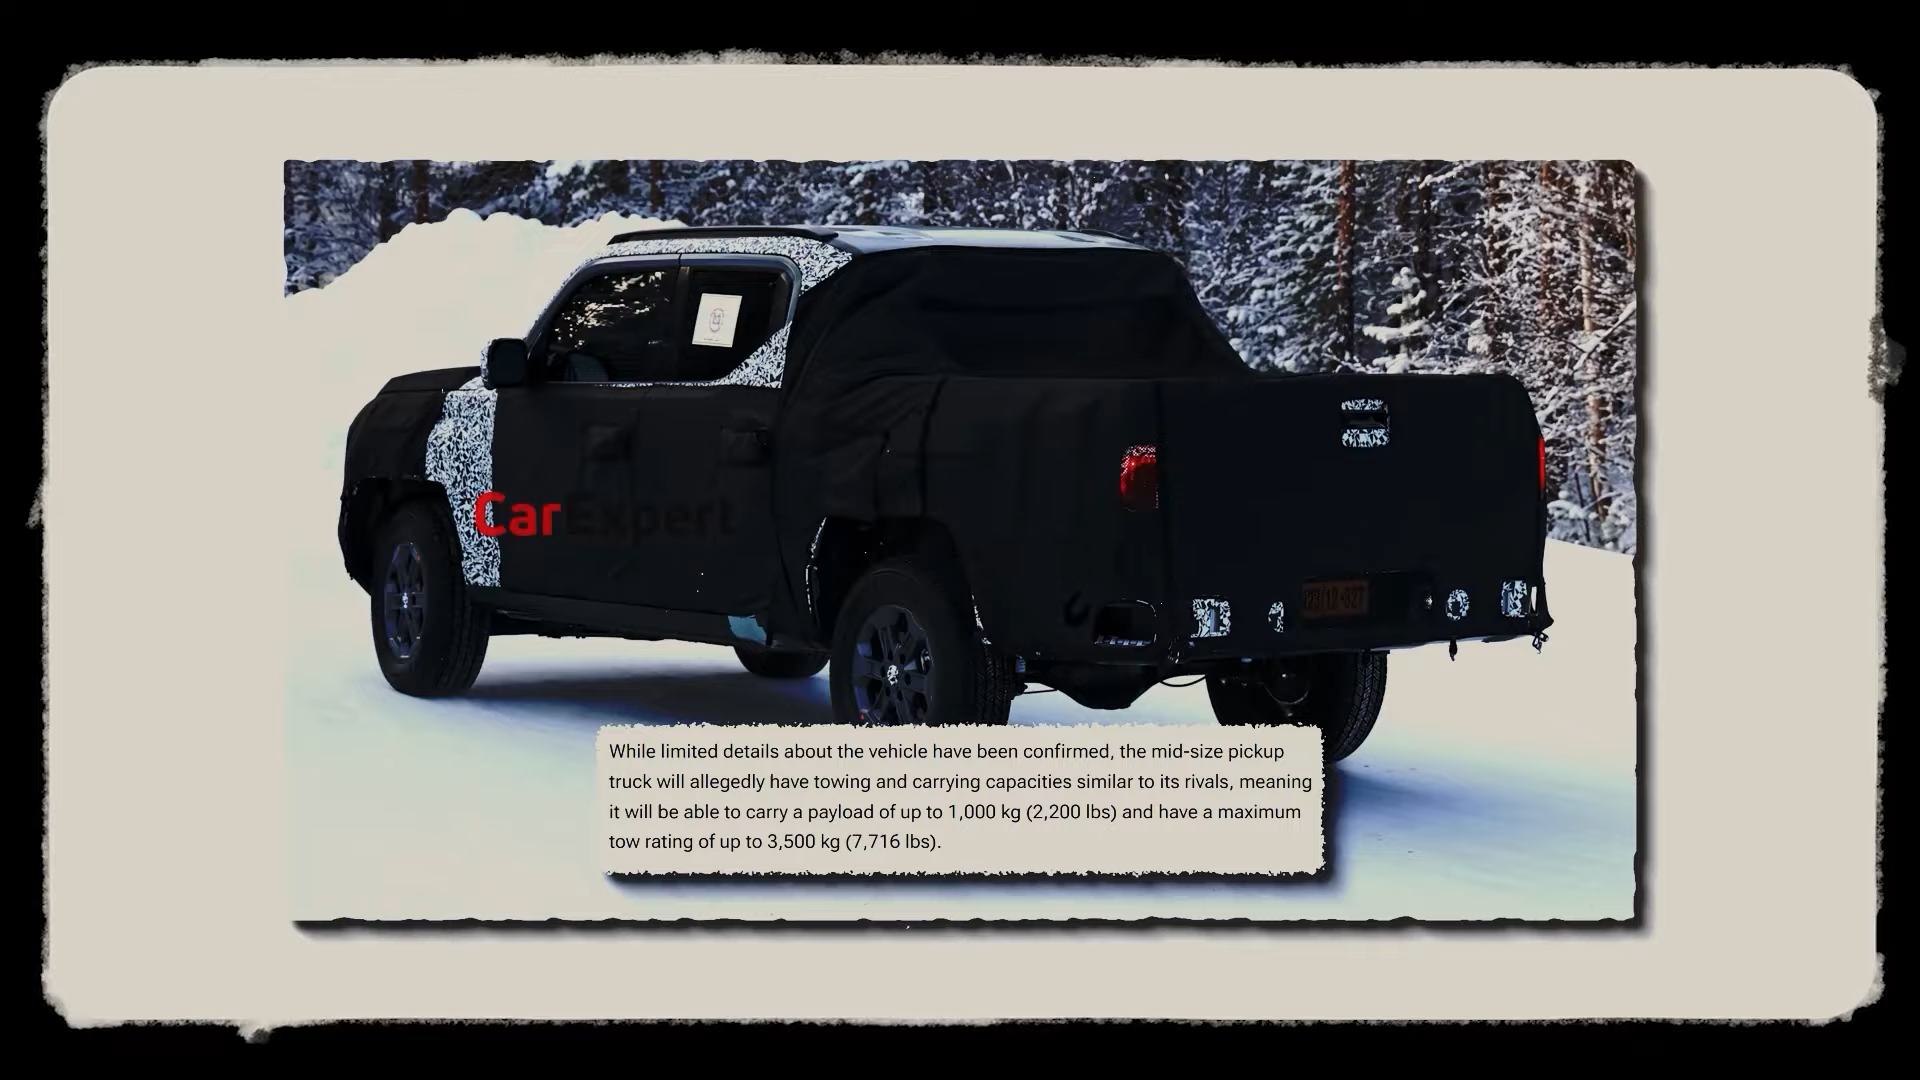 CarExpert
While limited details about the vehicle have been confirmed, the mid-size pickup
truck will allegedly have towing and carrying capacities similar to its rivals, meaning
it will be able to carry a payload of up to 1,000 kg (2,200 lbs) and have a maximum
tow rating of up to 3,500 kg (7,716 lbs).